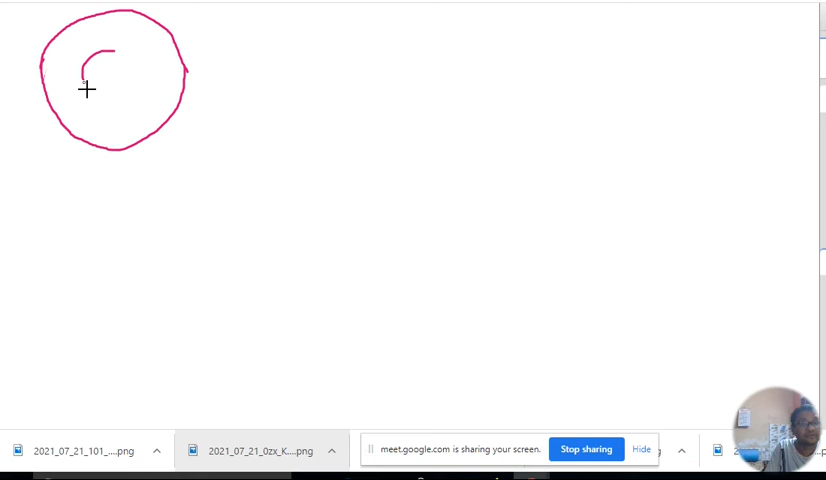 2021_07_21_101_....png
2021_07_21_0zx_K....png
meet.google.com is sharing your screen.
Stop sharing
Hide